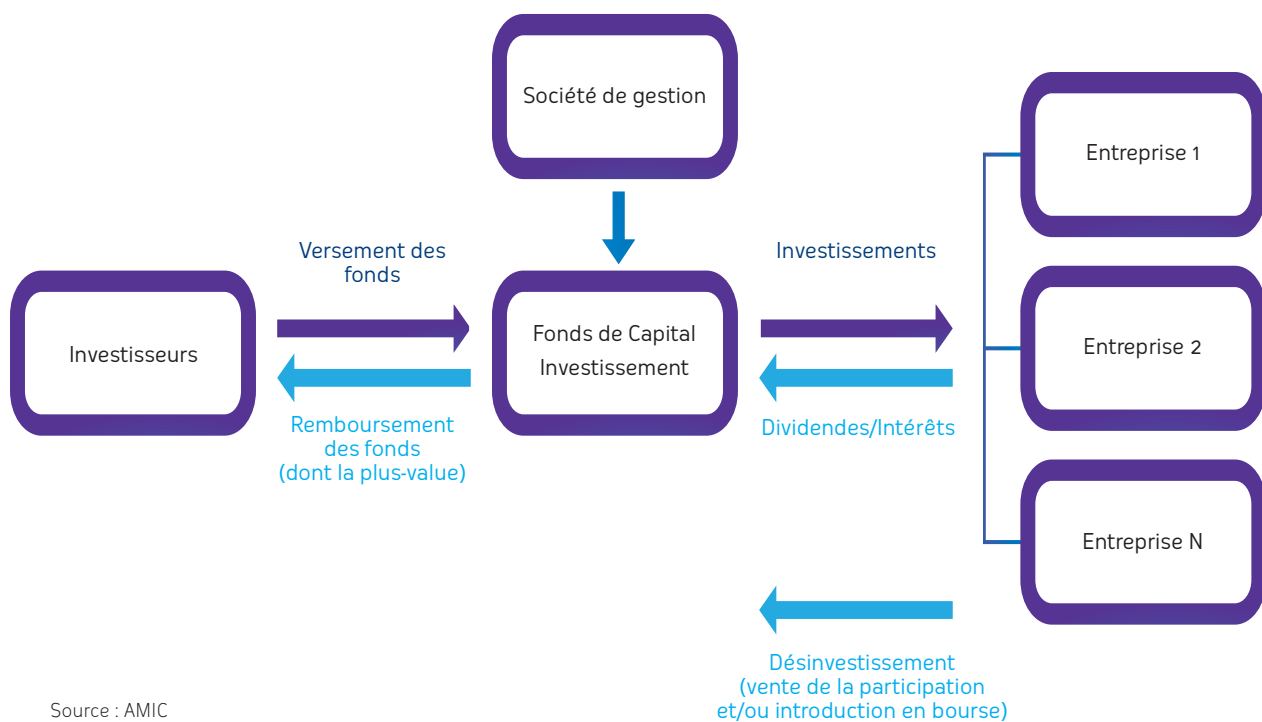 Société de gestion
Entreprise 1
Versement des
fonds
Investissements
Investisseurs
Fonds de Capital
Investissement
Entreprise 2
Remboursement
des fonds
(dont la plus-value)
Dividendes/Intérêts
Entreprise N
Désinvestissement
(vente de la participation
et/ou introduction en bourse)
Source : AMIC